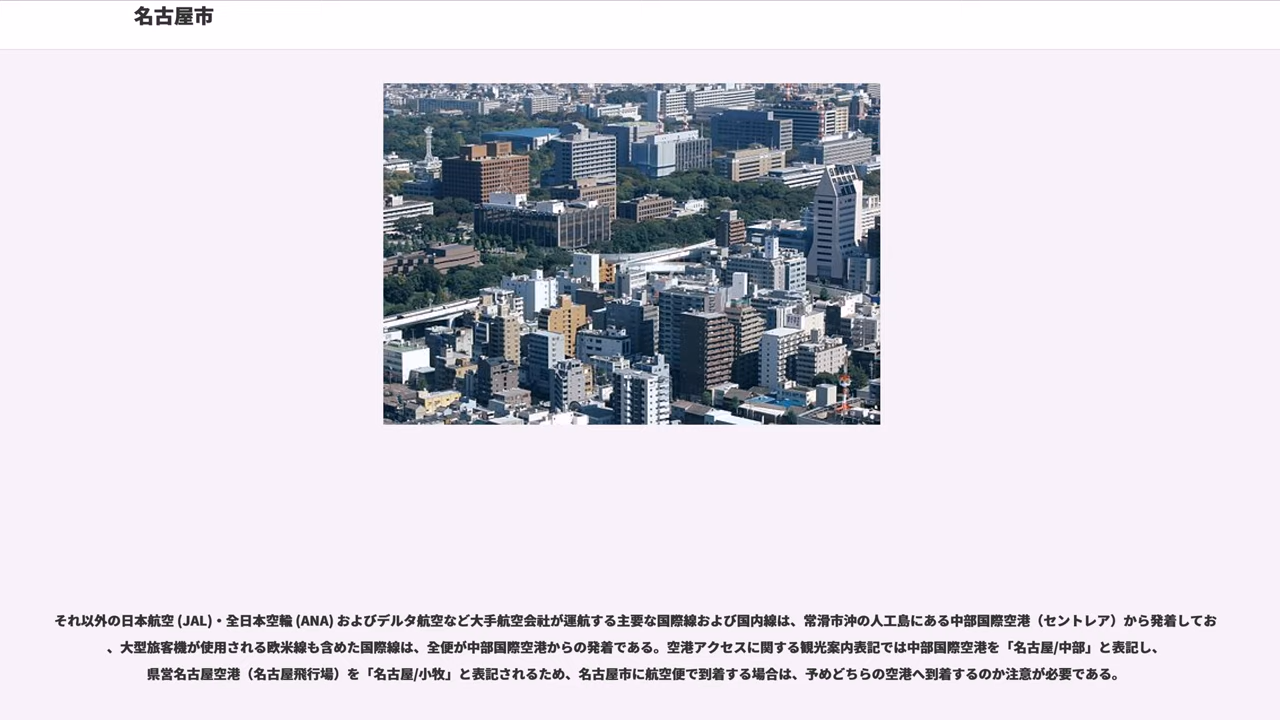 名古屋市
それ以外の日本航空 (JAL)・全日本空輸 (ANA) およびデルタ航空など大手航空会社が運航する主要な国際線および国内線は、常滑市沖の人工島にある中部国際空港（セントレア）から発着してお
、大型旅客機が使用される欧米線も含めた国際線は、全便が中部国際空港からの発着である。空港アクセスに関する観光案内表記では中部国際空港を「名古屋/中部」と表記し、
県営名古屋空港（名古屋飛行場）を「名古屋/小牧」と表記されるため、名古屋市に航空便で到着する場合は、予めどちらの空港へ到着するのか注意が必要である。